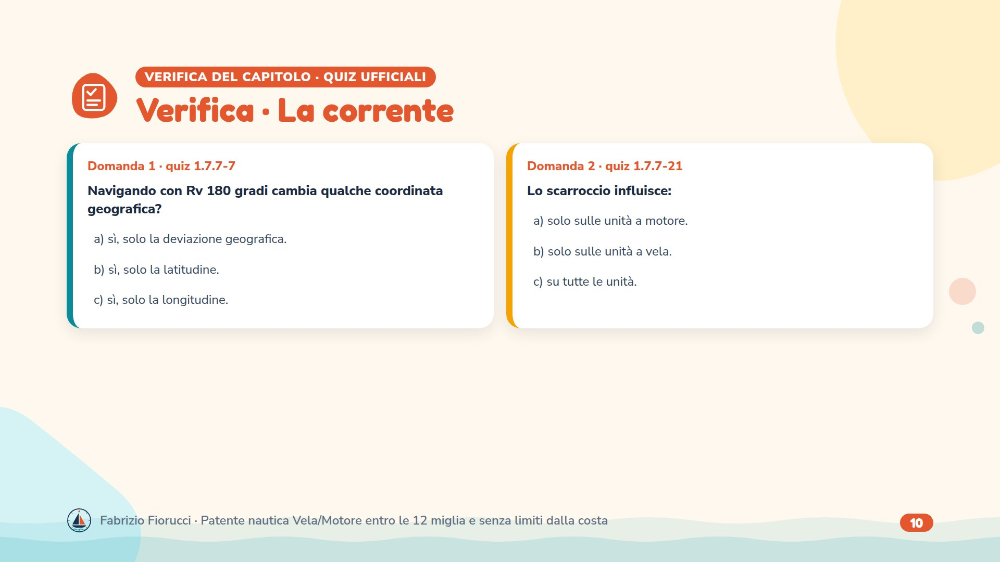 VERIFICA DEL CAPITOLO · QUIZ UFFICIALI
Verifica · La corrente
Domanda 1 · quiz 1.7.7-7
Navigando con Rv 180 gradi cambia qualche coordinata
geografica?
a) sì, solo la deviazione geografica.
b) sì, solo la latitudine.
c) sì, solo la longitudine.
Domanda 2 · quiz 1.7.7-21
Lo scarroccio influisce:
a) solo sulle unità a motore.
b) solo sulle unità a vela.
c) su tutte le unità.
Fabrizio Fiorucci · Patente nautica Vela/Motore entro le 12 miglia e senza limiti dalla costa
10